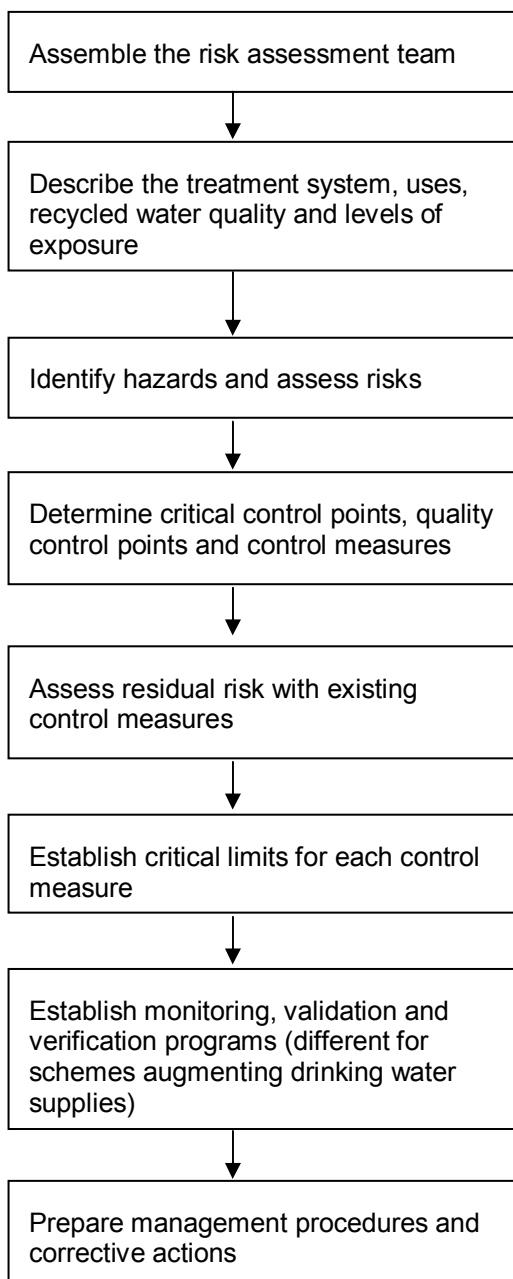 Assemble the risk assessment team
Describe the treatment system, uses,
recycled water quality and levels of
exposure
Identify hazards and assess risks
Determine critical control points, quality
control points and control measures
Assess residual risk with existing
control measures
Establish critical limits for each control
measure
Establish monitoring, validation and
verification programs (different for
schemes augmenting drinking water
supplies)
Prepare management procedures and
corrective actions